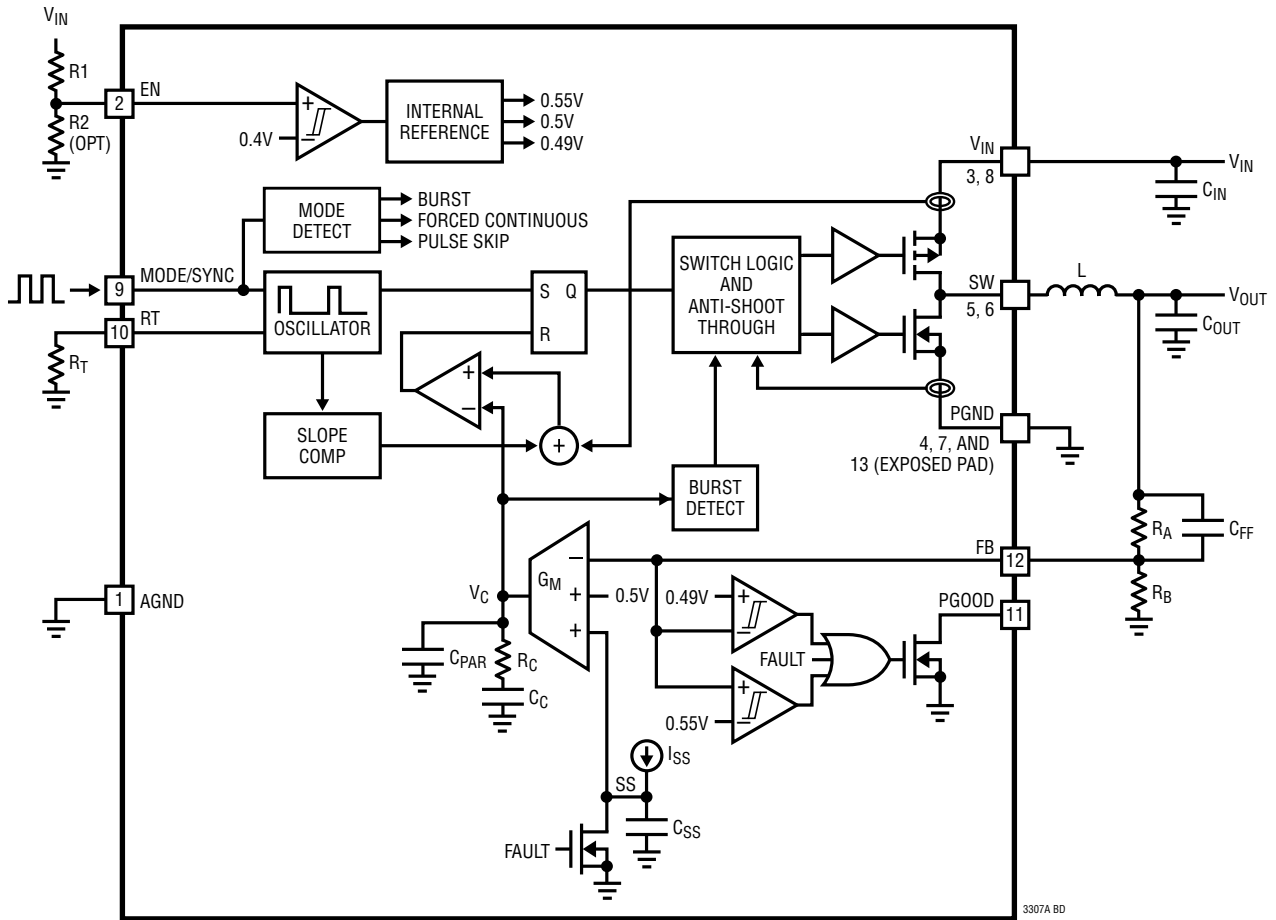 VIN
R1
2
EN
R2
(OPT)
+
−
0.4V
INTERNAL
REFERENCE
0.55V
0.5V
0.49V
MODE
DETECT
BURST
FORCED CONTINUOUS
PULSE SKIP
VIN
3, 8
VIN
CIN
9
MODE/SYNC
10
RT
RT
OSCILLATOR
S Q
R
SWITCH LOGIC
AND
ANTI-SHOOT
THROUGH
SW
5, 6
L
VOUT
COUT
+
−
SLOPE
COMP
+
PGND
4, 7, AND
13 (EXPOSED PAD)
BURST
DETECT
RA
CFF
FB
12
RB
1
AGND
VC
GM
−
+
+
0.5V
0.49V
+
−
FAULT
+
−
0.55V
PGOOD
11
CPAR
RC
CC
ISS
SS
CSS
FAULT
3307A BD